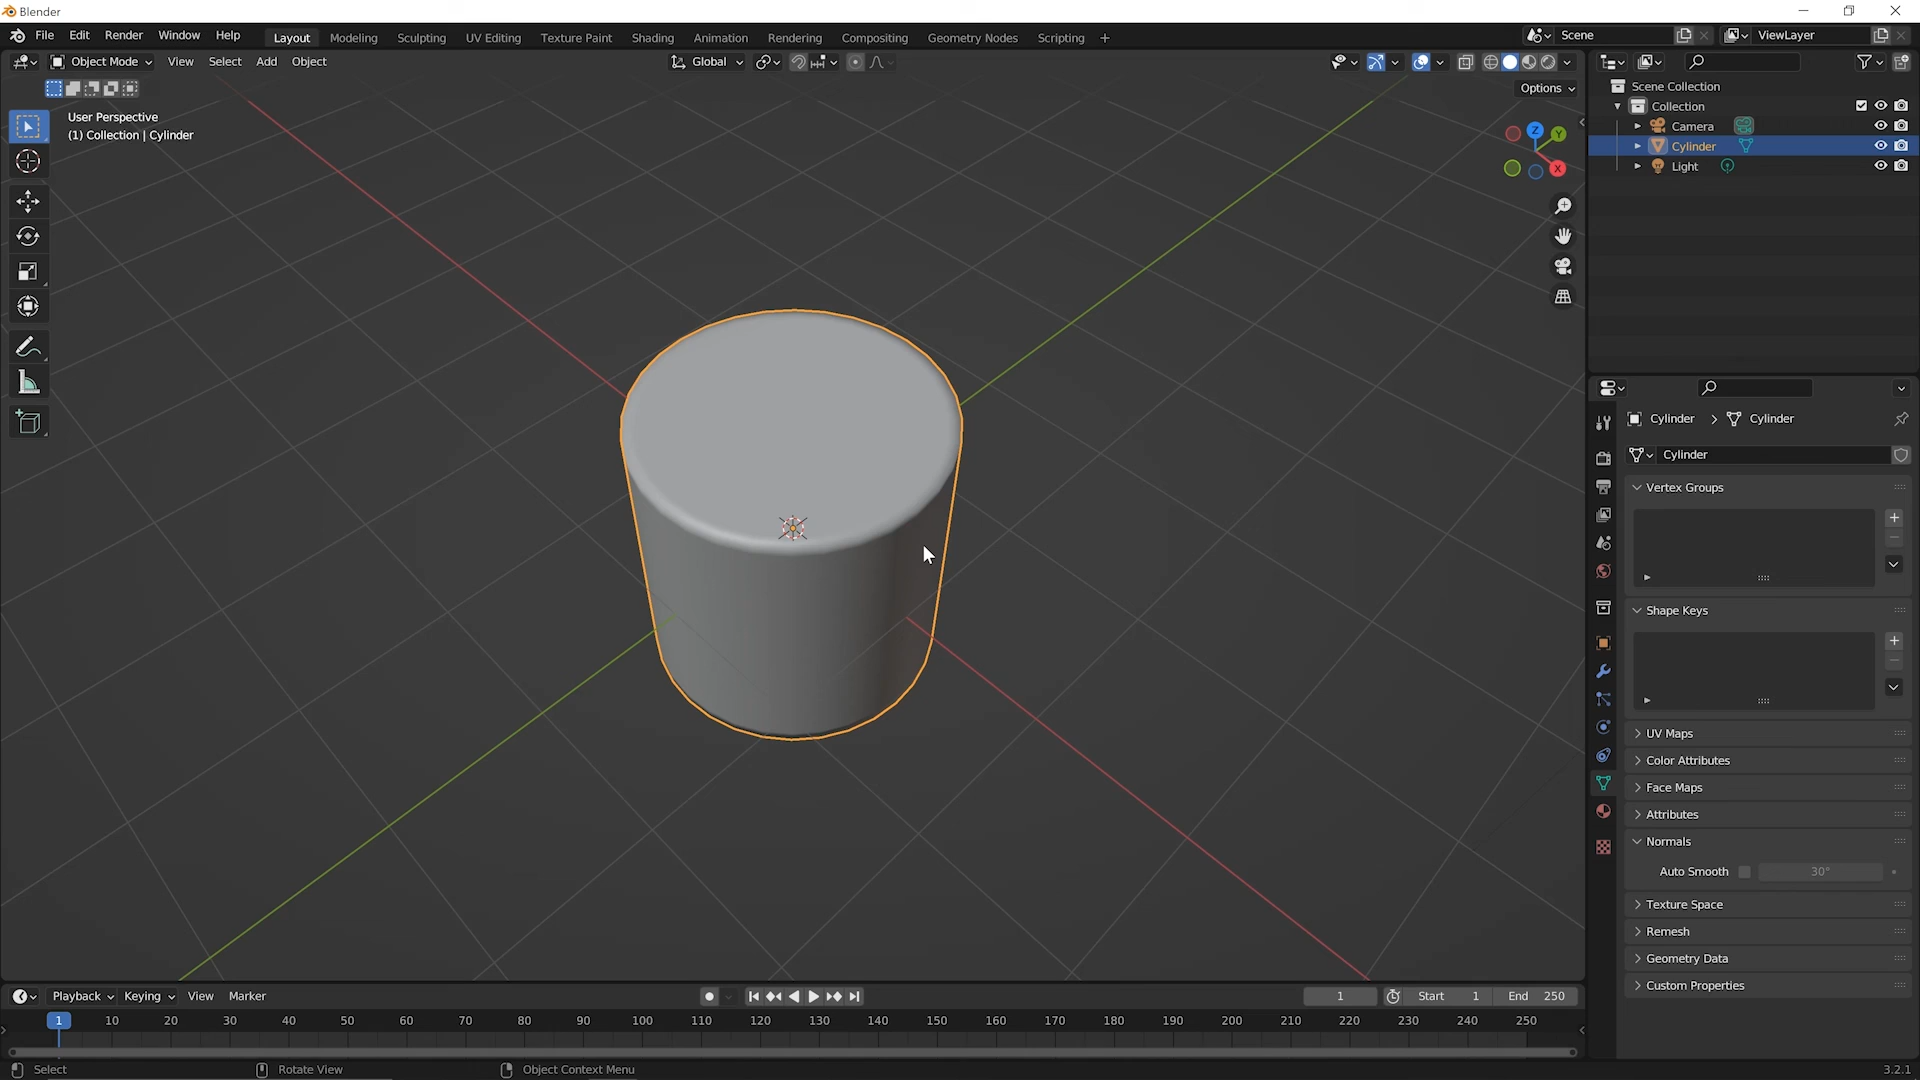 Blender
File Edit Render Window Help Layout Modeling Sculpting UV Editing Texture Paint Shading Animation Rendering Compositing Geometry Nodes Scripting + Scene ViewLayer
Object Mode View Select Add Object Global
Options
User Perspective
(1) Collection | Cylinder
Z
Y
X
Scene Collection
Collection
Camera
Cylinder
Light
Cylinder > Cylinder
Cylinder
Vertex Groups
Shape Keys
UV Maps
Color Attributes
Face Maps
Attributes
Normals
Auto Smooth 30°
Texture Space
Remesh
Geometry Data
Custom Properties
Playback Keying View Marker 1 Start 1 End 250
1 10 20 30 40 50 60 70 80 90 100 110 120 130 140 150 160 170 180 190 200 210 220 230 240 250
Select Rotate View Object Context Menu 3.2.1